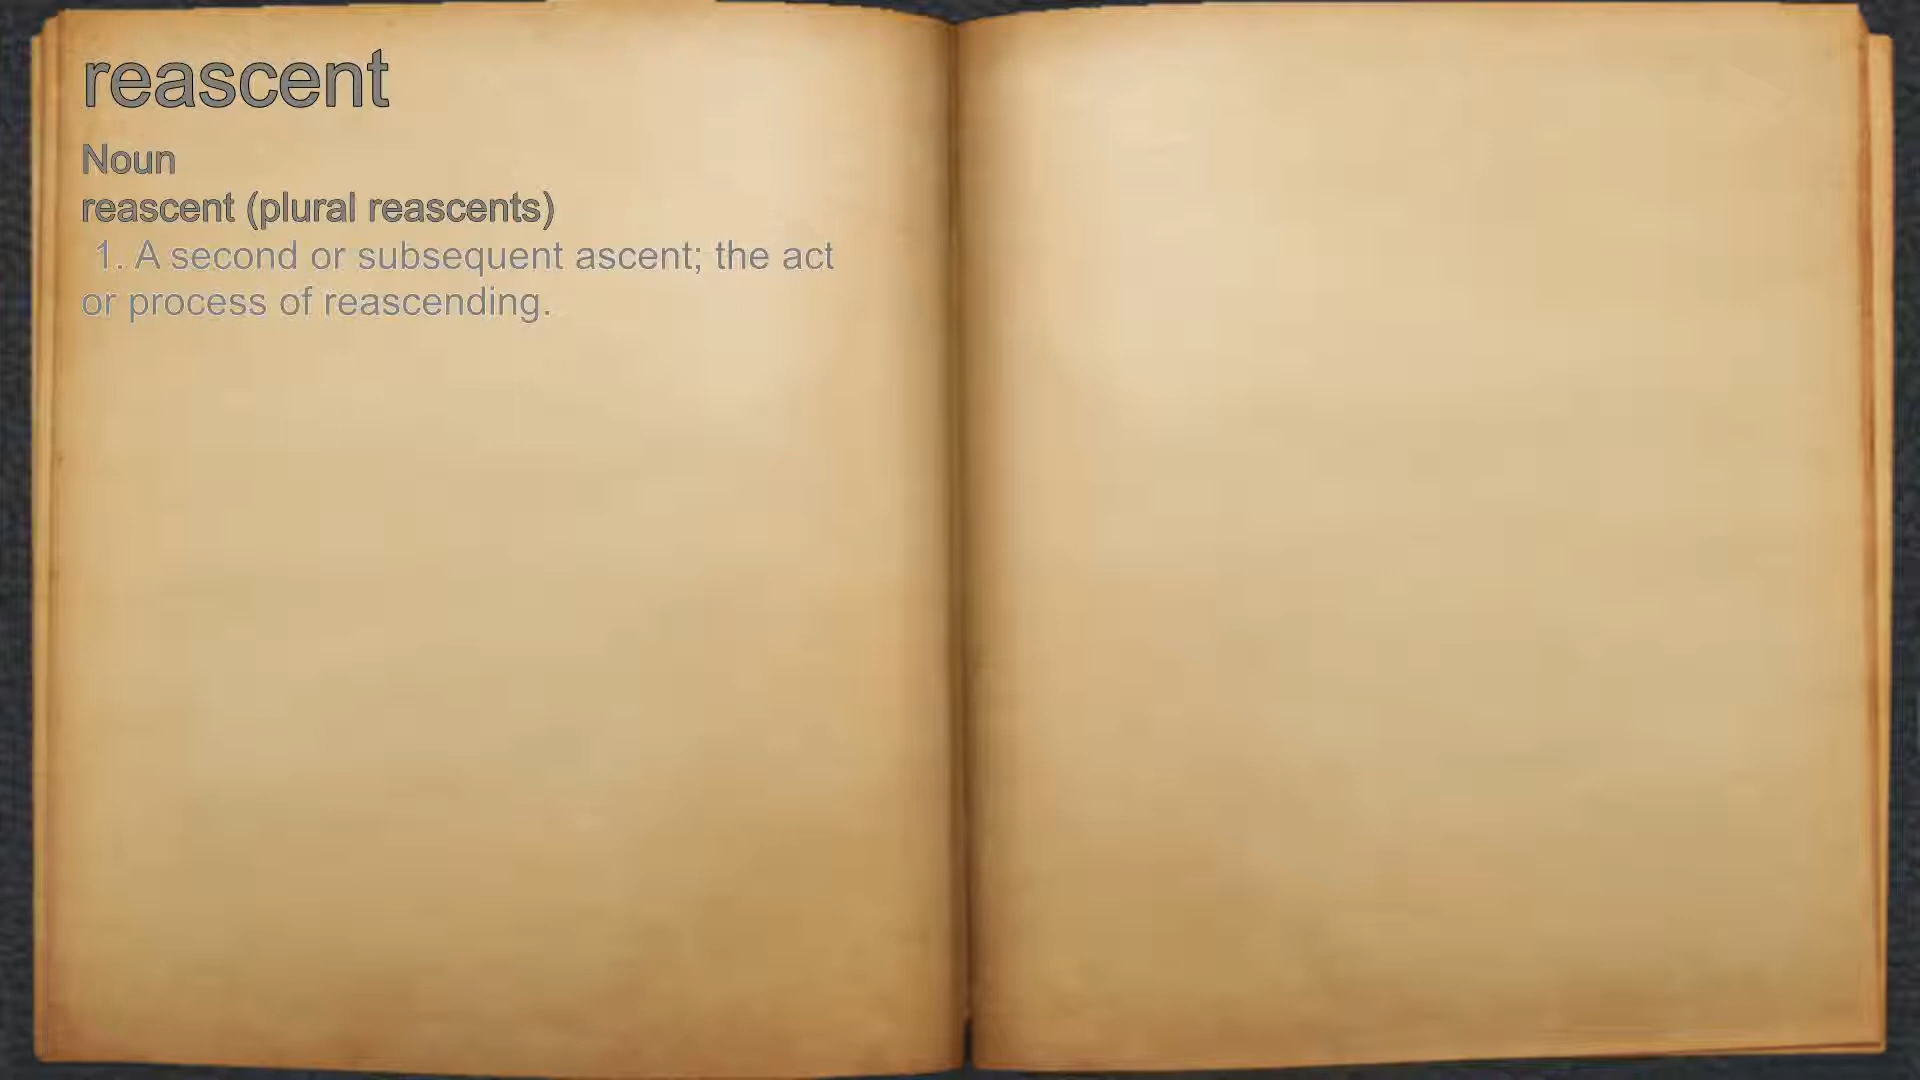 reascent
Noun
reascent (plural reascents)
1. A second or subsequent ascent; the act
or process of reascending.